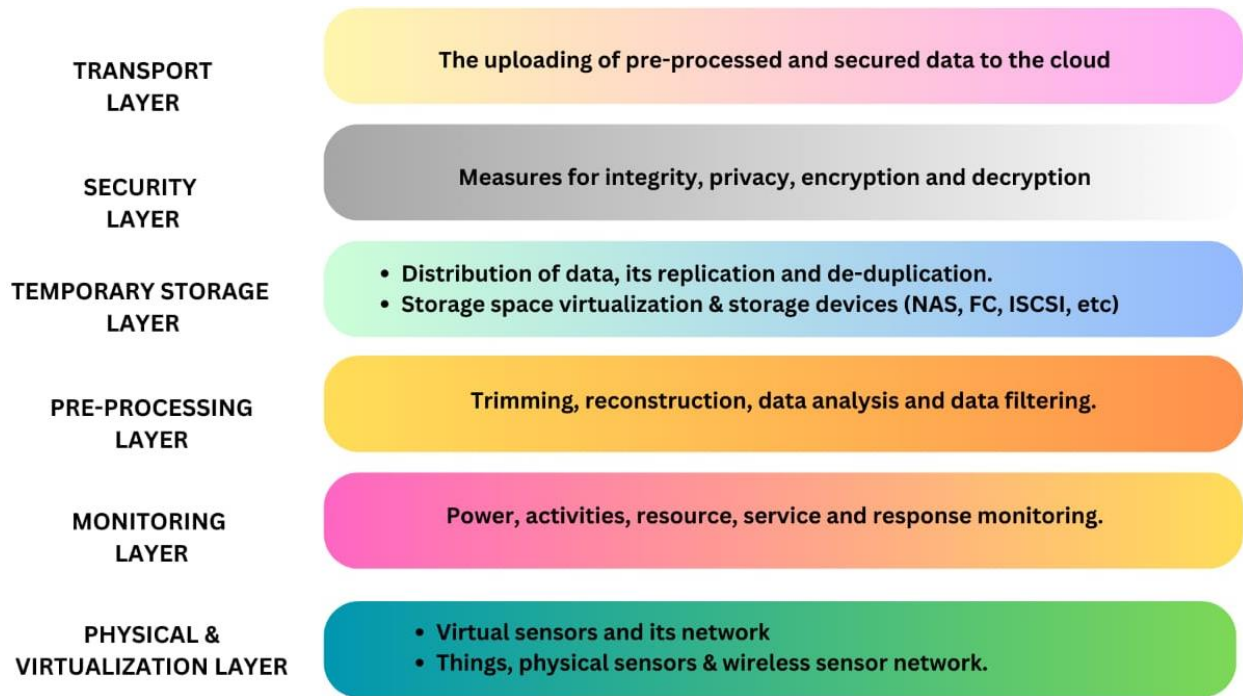 TRANSPORT
LAYER
The uploading of pre-processed and secured data to the cloud
SECURITY
LAYER
Measures for integrity, privacy, encryption and decryption
TEMPORARY STORAGE
LAYER
• Distribution of data, its replication and de-duplication.
• Storage space virtualization & storage devices (NAS, FC, ISCSI, etc)
PRE-PROCESSING
LAYER
Trimming, reconstruction, data analysis and data filtering.
MONITORING
LAYER
Power, activities, resource, service and response monitoring.
PHYSICAL &
VIRTUALIZATION LAYER
• Virtual sensors and its network
• Things, physical sensors & wireless sensor network.